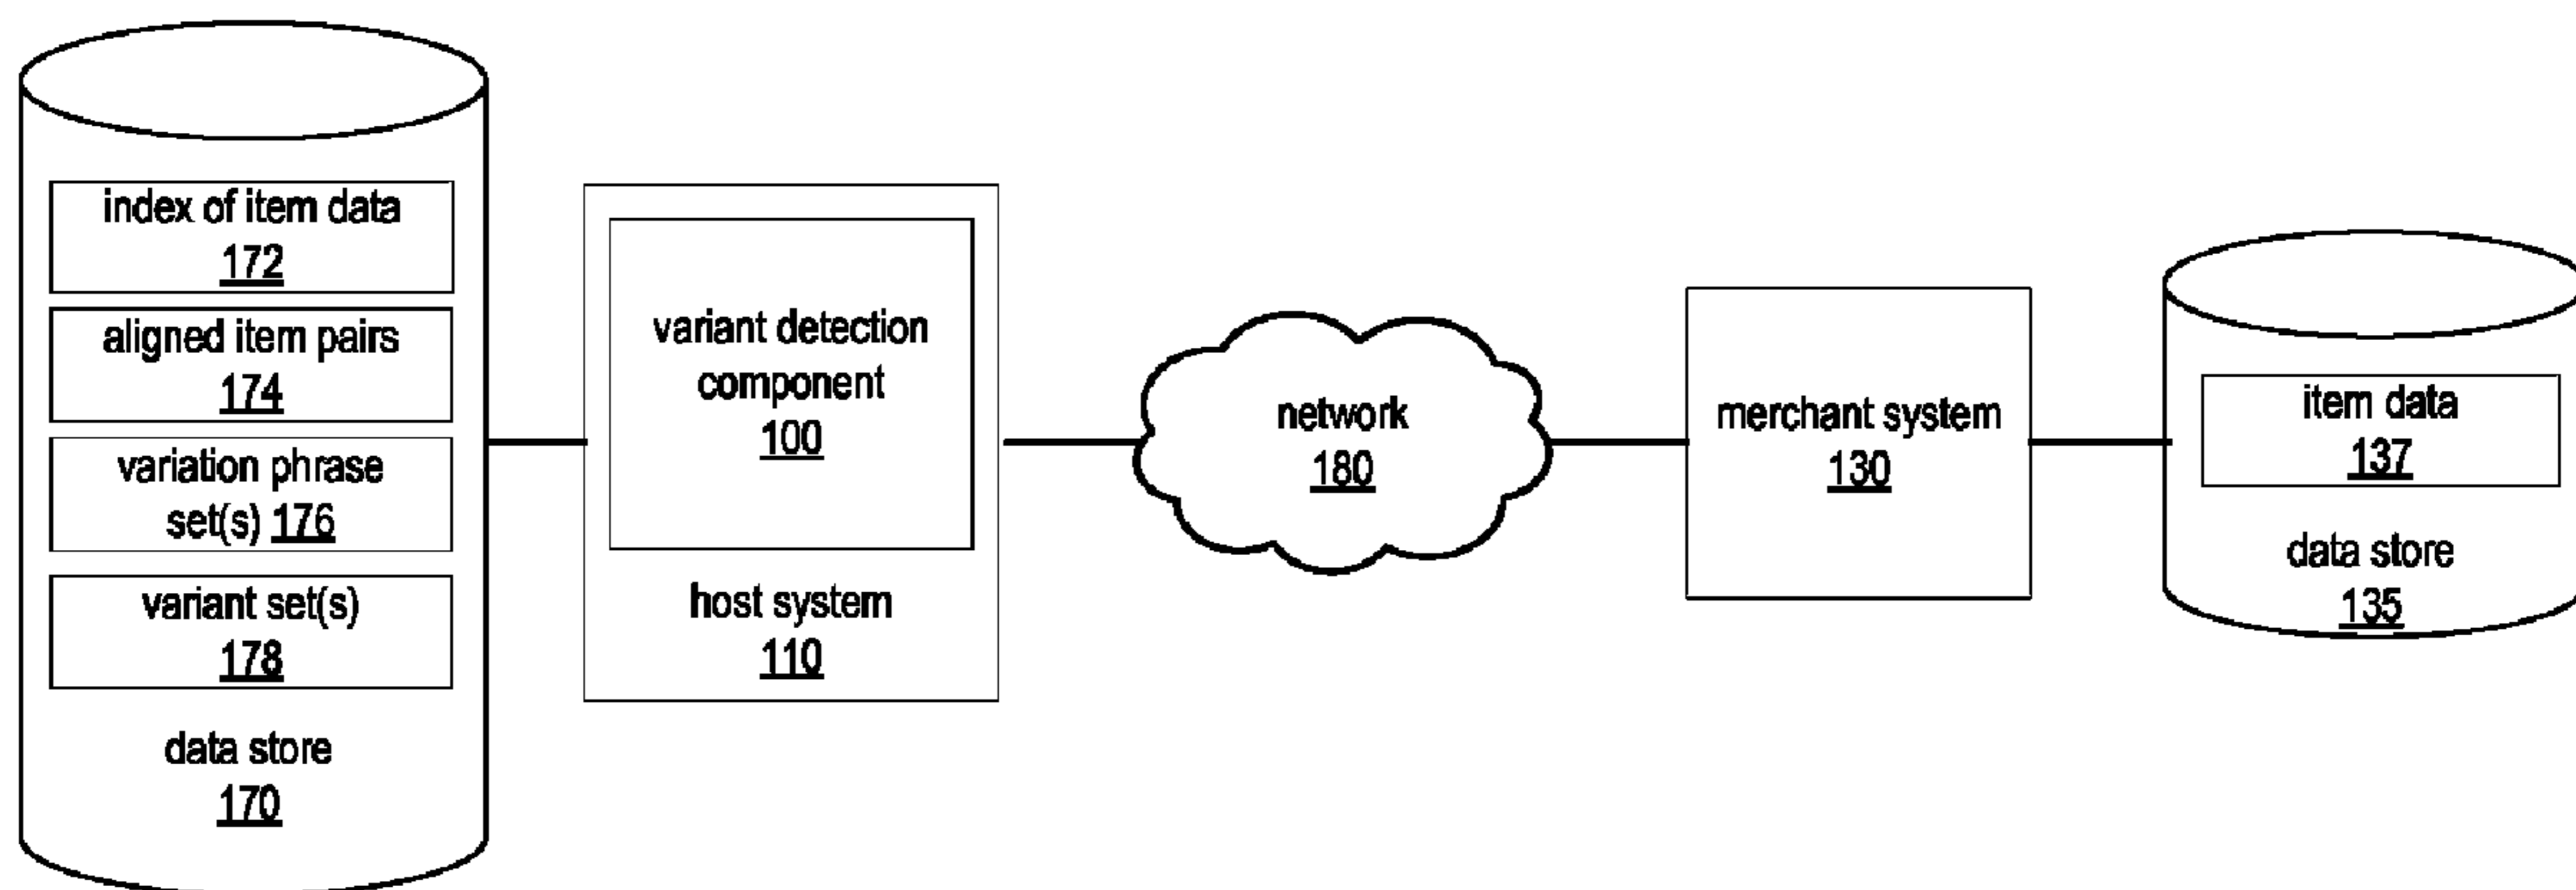 index of item data
172
aligned item pairs
174
variation phrase
set(s) 176
variant set(s)
178
data store
170
variant detection
component
100
host system
110
network
180
merchant system
130
item data
137
data store
135